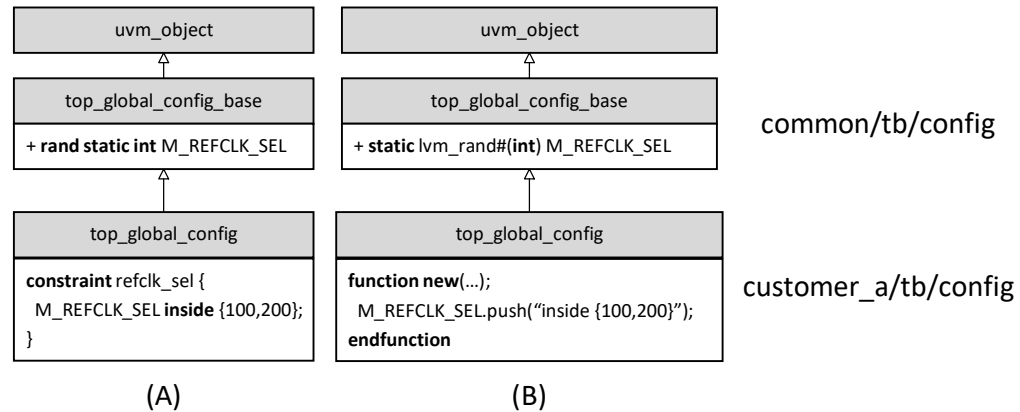 uvm_object
top_global_config_base
+ rand static int M_REFCLK_SEL
top_global_config
constraint refclk_sel {
M_REFCLK_SEL inside {100,200};
}
(A)
uvm_object
top_global_config_base
+ static lvm_rand#(int) M_REFCLK_SEL
top_global_config
function new(…);
M_REFCLK_SEL.push(“inside {100,200}”);
endfunction
(B)
common/tb/config
customer_a/tb/config